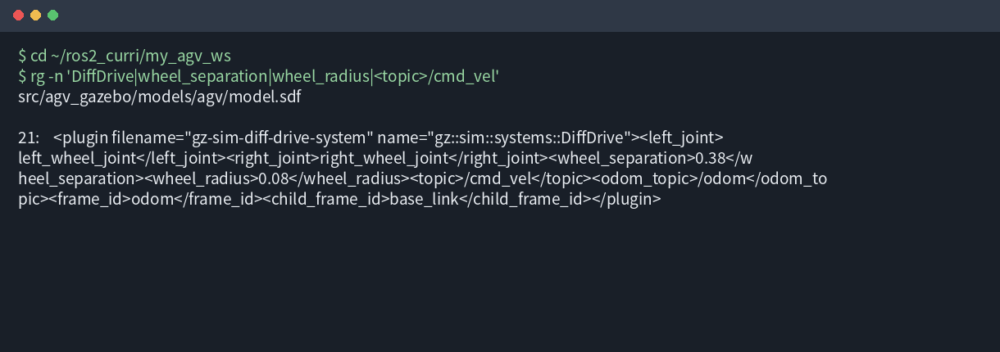 $ cd ~/ros2_curri/my_agv_ws
$ rg -n 'DiffDrive|wheel_separation|wheel_radius|<topic>/cmd_vel'
src/agv_gazebo/models/agv/model.sdf
21:    <plugin filename="gz-sim-diff-drive-system" name="gz::sim::systems::DiffDrive"><left_joint>
left_wheel_joint</left_joint><right_joint>right_wheel_joint</right_joint><wheel_separation>0.38</w
heel_separation><wheel_radius>0.08</wheel_radius><topic>/cmd_vel</topic><odom_topic>/odom</odom_to
pic><frame_id>odom</frame_id><child_frame_id>base_link</child_frame_id></plugin>